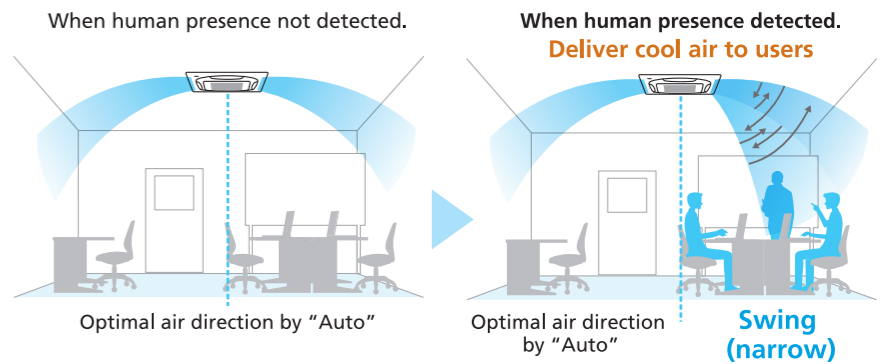 When human presence not detected.
Optimal air direction by “Auto”
When human presence detected.
Deliver cool air to users
Optimal air direction
by “Auto”
Swing
(narrow)